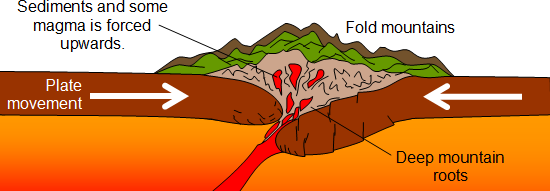 Sediments and some
magma is forced
upwards.
Fold mountains
Plate
movement
Deep mountain
roots